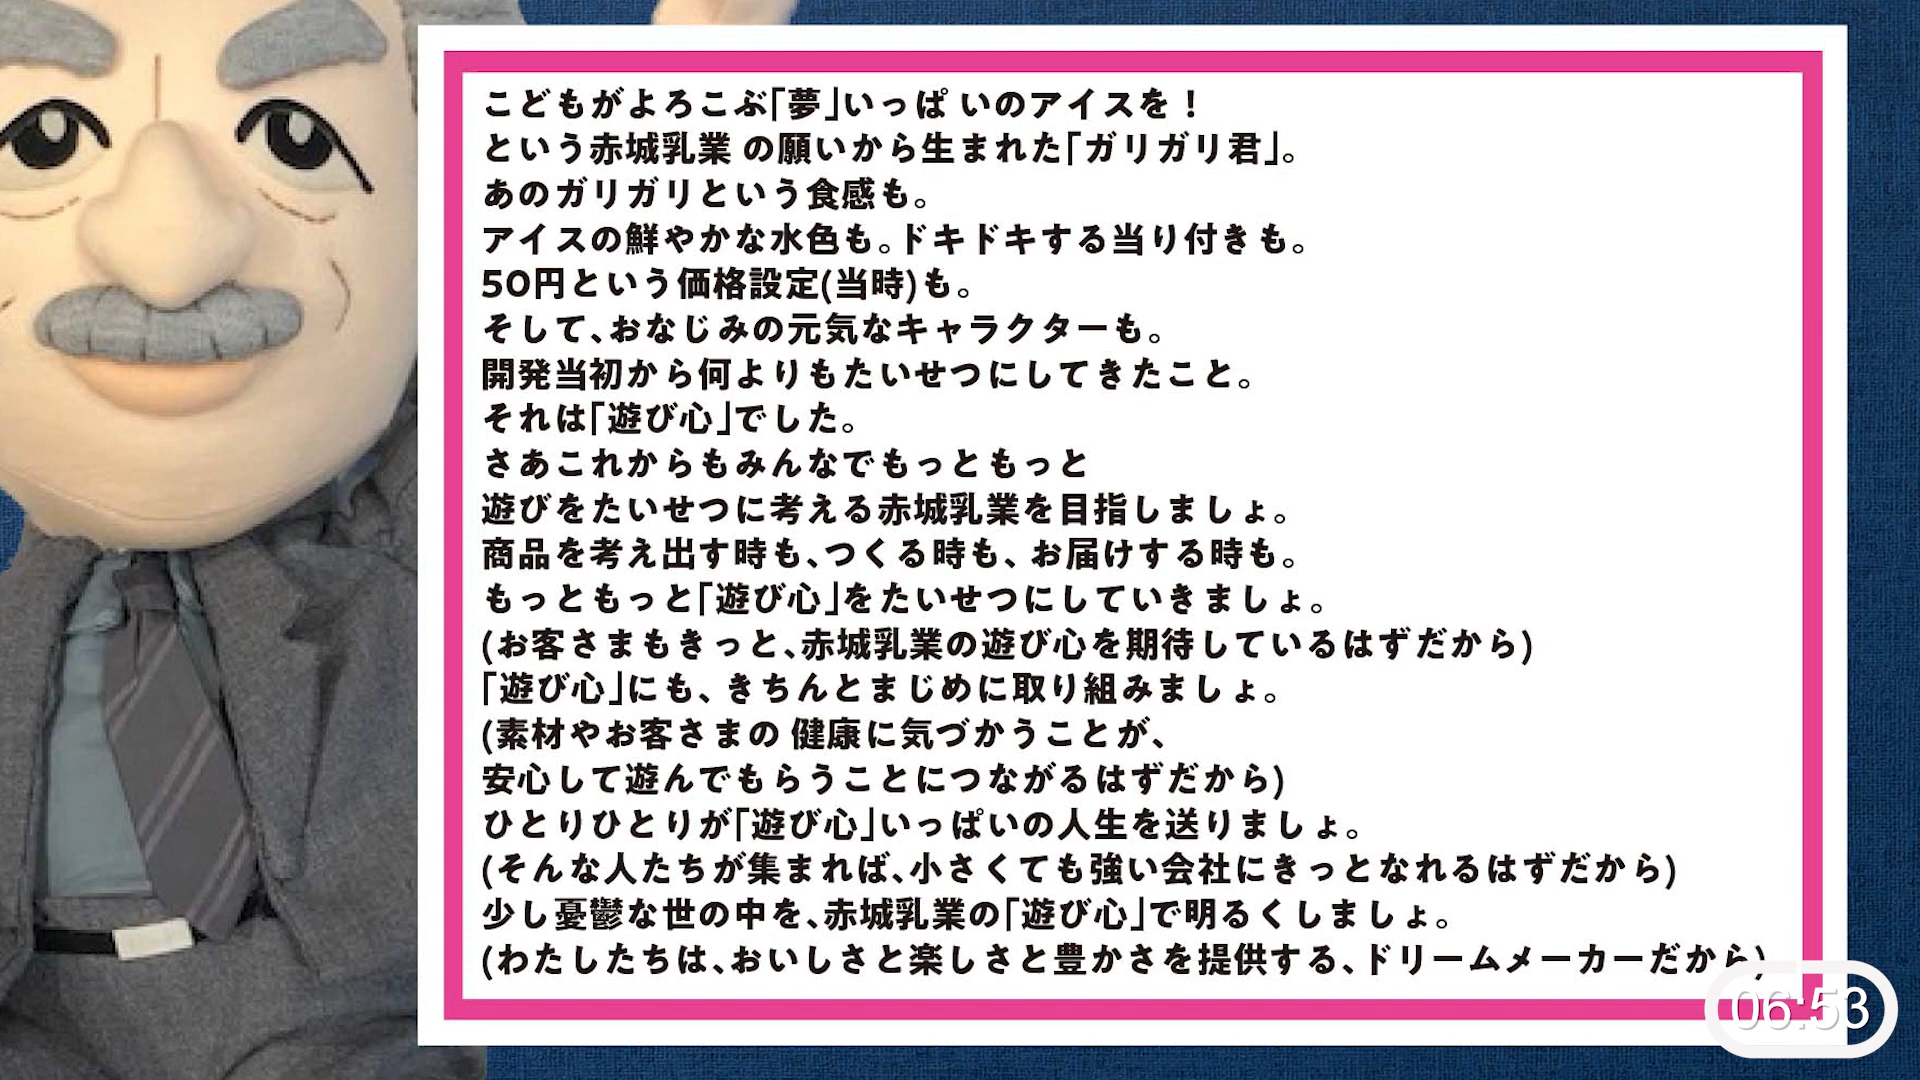 こどもがよろこぶ「夢」いっぱ いのアイスを！
という赤城乳業 の願いから生まれた「ガリガリ君」。
あのガリガリという食感も。
アイスの鮮やかな水色も。ドキドキする当り付きも。
50円という価格設定(当時)も。
そして、おなじみの元気なキャラクターも。
開発当初から何よりもたいせつにしてきたこと。
それは「遊び心」でした。
さあこれからもみんなでもっともっと
遊びをたいせつに考える赤城乳業を目指しましょ。
商品を考え出す時も、つくる時も、お届けする時も。
もっともっと「遊び心」をたいせつにしていきましょ。
(お客さまもきっと、赤城乳業の遊び心を期待しているはずだから)
「遊び心」にも、きちんとまじめに取り組みましょ。
(素材やお客さまの 健康に気づかうことが、
安心して遊んでもらうことにつながるはずだから)
ひとりひとりが「遊び心」いっぱいの人生を送りましょ。
(そんな人たちが集まれば、小さくても強い会社にきっとなれるはずだから)
少し憂鬱な世の中を、赤城乳業の「遊び心」で明るくしましょ。
(わたしたちは、おいしさと楽しさと豊かさを提供する、ドリームメーカーだから)
06:53